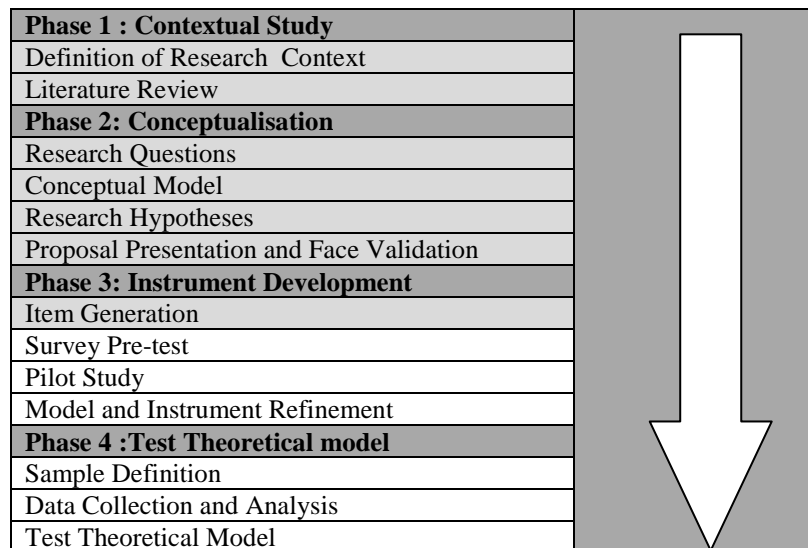 Phase 1 : Contextual Study
Definition of Research Context
Literature Review
Phase 2: Conceptualisation
Research Questions
Conceptual Model
Research Hypotheses
Proposal Presentation and Face Validation
Phase 3: Instrument Development
Item Generation
Survey Pre-test
Pilot Study
Model and Instrument Refinement
Phase 4 :Test Theoretical model
Sample Definition
Data Collection and Analysis
Test Theoretical Model